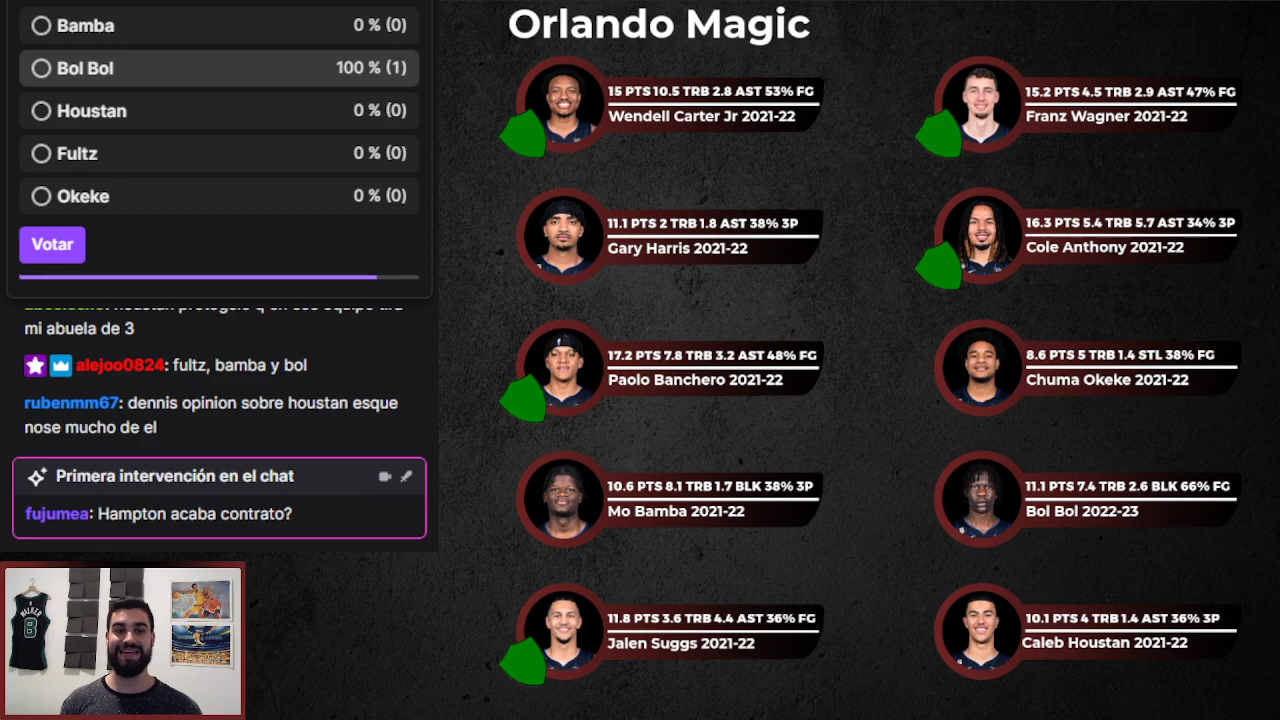 Bamba 0 % (0)
Bol Bol 100 % (1)
Houstan 0 % (0)
Fultz 0 % (0)
Okeke 0 % (0)
Votar
mi abuela de 3
alejoo0824: fultz, bamba y bol
rubenmm67: dennis opinion sobre houstan esque
nose mucho de el
Primera intervención en el chat
fujumea: Hampton acaba contrato?
WALKER
8
Orlando Magic
15 PTS 10.5 TRB 2.8 AST 53% FG
Wendell Carter Jr 2021-22
15.2 PTS 4.5 TRB 2.9 AST 47% FG
Franz Wagner 2021-22
11.1 PTS 2 TRB 1.8 AST 38% 3P
Gary Harris 2021-22
16.3 PTS 5.4 TRB 5.7 AST 34% 3P
Cole Anthony 2021-22
17.2 PTS 7.8 TRB 3.2 AST 48% FG
Paolo Banchero 2021-22
8.6 PTS 5 TRB 1.4 STL 38% FG
Chuma Okeke 2021-22
10.6 PTS 8.1 TRB 1.7 BLK 38% 3P
Mo Bamba 2021-22
11.1 PTS 7.4 TRB 2.6 BLK 66% FG
Bol Bol 2022-23
11.8 PTS 3.6 TRB 4.4 AST 36% FG
Jalen Suggs 2021-22
10.1 PTS 4 TRB 1.4 AST 36% 3P
Caleb Houstan 2021-22